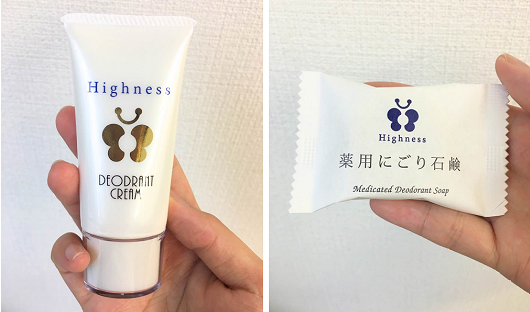 Highness
DEODRANT
CREAM
Highness
薬用にごり石鹸
Medicated Deodorant Soap